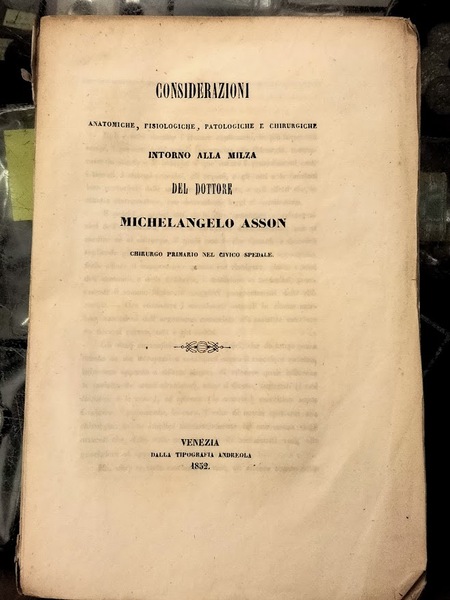 CONSIDERAZIONI
ANATOMICHE, FISIOLOGICHE, PATOLOGICHE E CHIRURGICHE
INTORNO ALLA MILZA
DEL DOTTORE
MICHELANGELO ASSON
CHIRURGO PRIMARIO NEL CIVICO SPEDALE.
VENEZIA
DALLA TIPOGRAFIA ANDREOLA
1852.